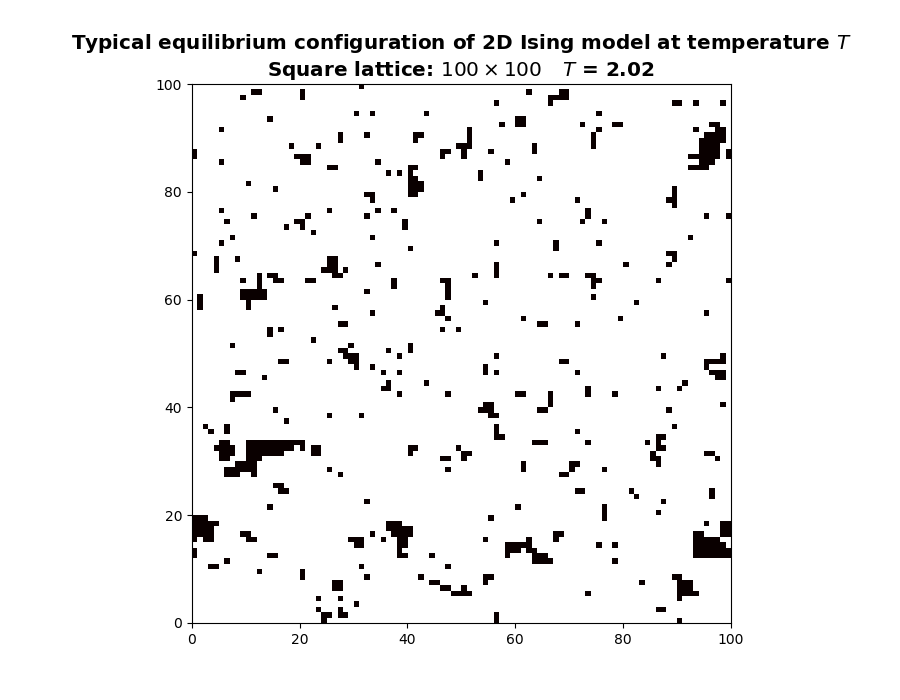 Typical equilibrium configuration of 2D Ising model at temperature T
Square lattice: 100 × 100 T = 2.02
100
80
60
40
20
0
0 20 40 60 80 100